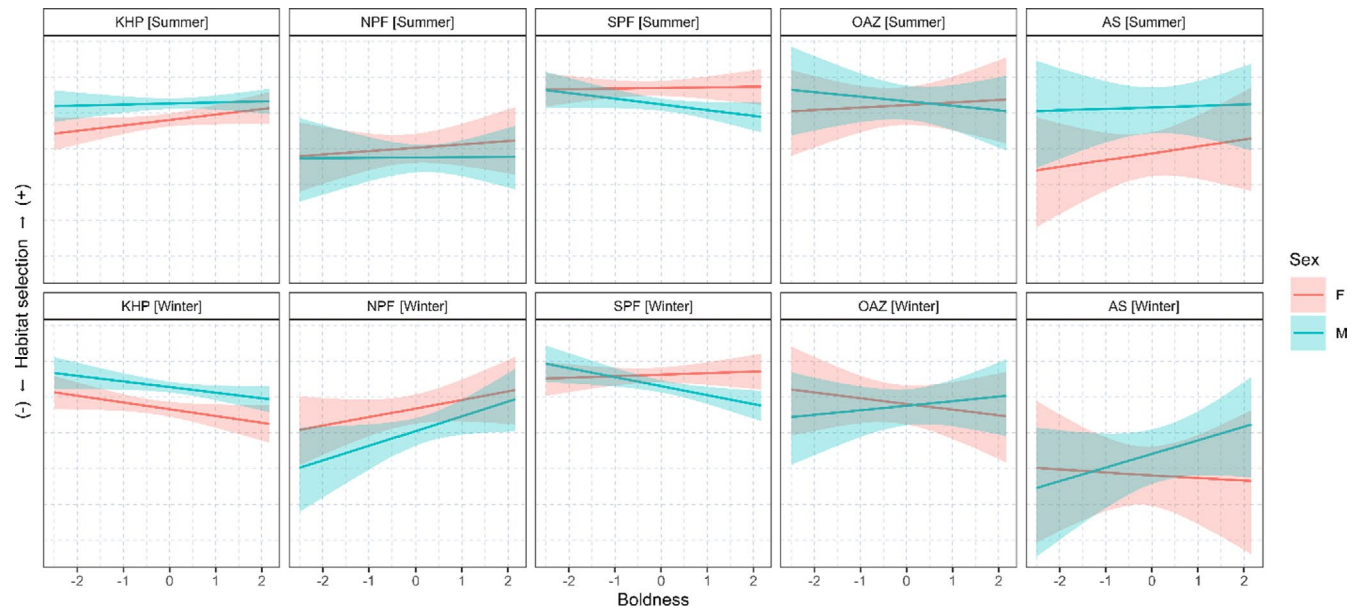 KHP [Summer] NPF [Summer] SPF [Summer] OAZ [Summer] AS [Summer]
(-) ← Habitat selection → (+)
Sex
F
M
KHP [Winter] NPF [Winter] SPF [Winter] OAZ [Winter] AS [Winter]
-2 -1 0 1 2 -2 -1 0 1 2 -2 -1 0 1 2 -2 -1 0 1 2 -2 -1 0 1 2
Boldness